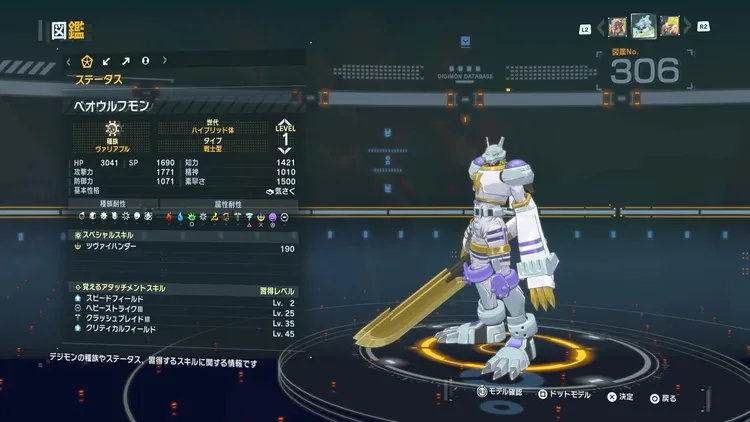 図鑑
L2
R2
ステータス
図鑑No.
306
DIGIMON DATABASE
ベオウルフモン
種族
ヴァリアブル
世代
ハイブリッド体
タイプ
戦士型
LEVEL
1
HP 3041 SP 1690 知力 1421
攻撃力 1771 精神 1010
防御力 1071 素早さ 1500
基本性格 気さく
種族耐性 属性耐性
スペシャルスキル
ツヴァイハンダー 190
覚えるアタッチメントスキル 習得レベル
スピードフィールド Lv. 2
ヘビーストライクIII Lv. 25
クラッシュブレイドIII Lv. 35
クリティカルフィールド Lv. 45
デジモンの種族やステータス、習得するスキルに関する情報です
モデル確認 ドットモデル 決定 戻る